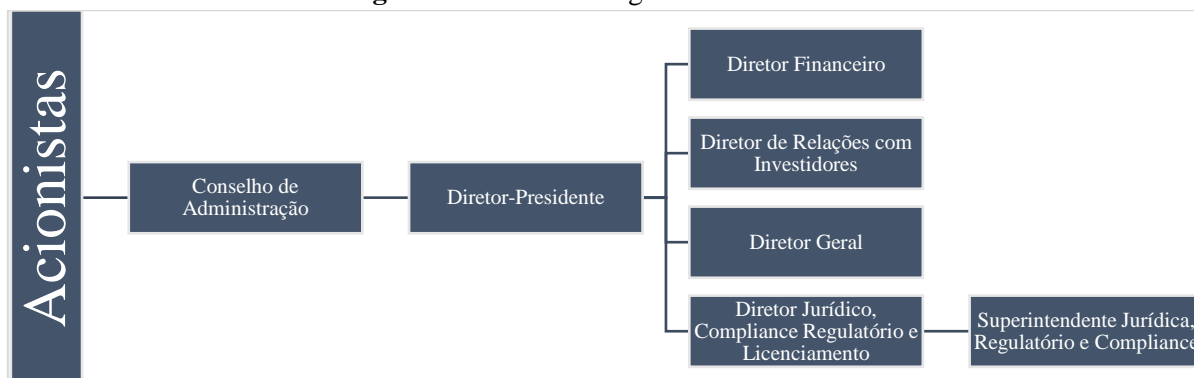 Acionistas
Conselho de
Administração
Diretor-Presidente
Diretor Financeiro
Diretor de Relações com
Investidores
Diretor Geral
Diretor Jurídico,
Compliance Regulatório e
Licenciamento
Superintendente Jurídica,
Regulatório e Compliance